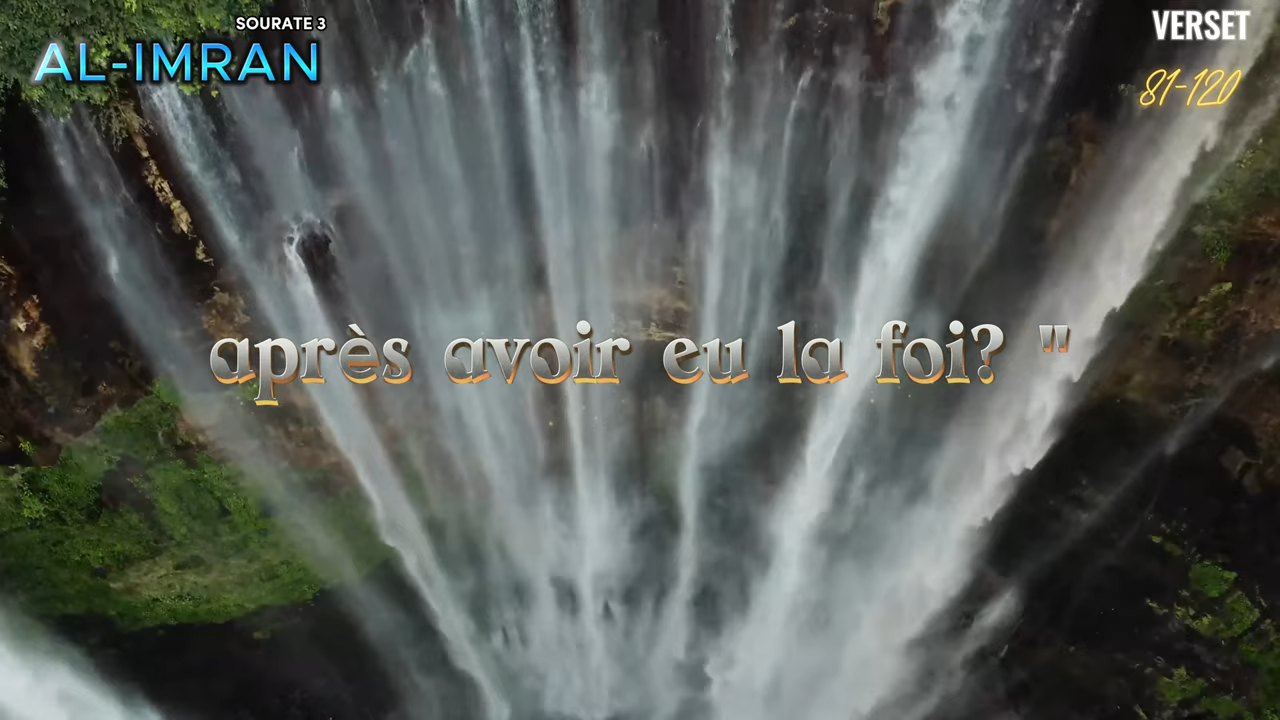 SOURATE 3
AL-IMRAN
VERSET
81-120
après avoir eu la foi? "